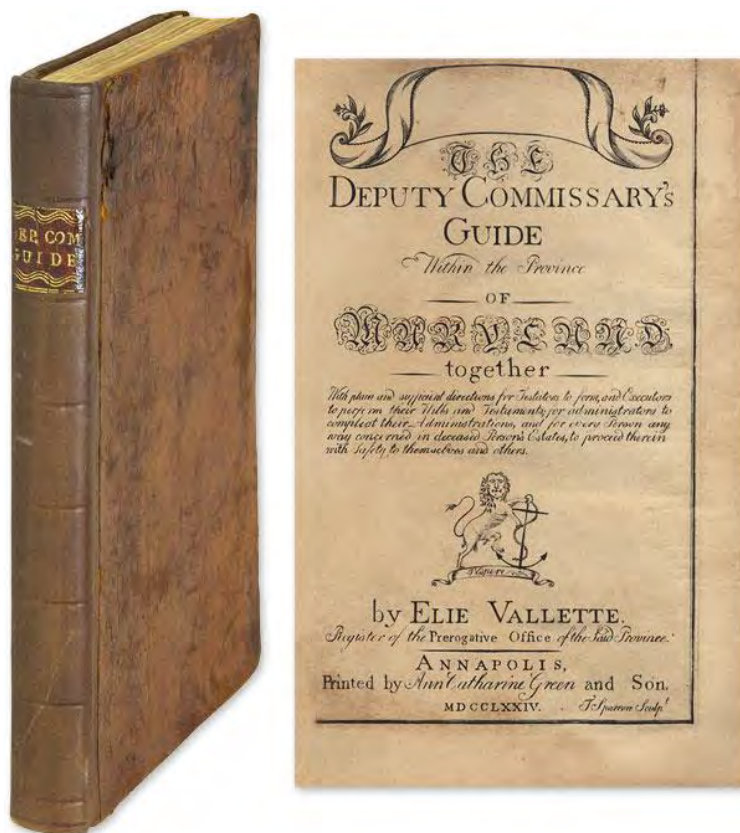 EP. COM
GUIDE
THE
DEPUTY COMMISSARY's
GUIDE
Within the Province
OF
MARYLAND.
together
With plain and sufficient directions for Testators to form, and Executors
to perform their Wills and Testaments; for administrators to
compleat their Administrations, and for every Person any
way concerned in deceased Person's Estates, to proceed therein
with Safety to themselves and others.
by ELIE VALLETTE.
Register of the Prerogative Office of the said Province.
ANNAPOLIS,
Printed by Ann Catharine Green and Son.
MDCCLXXIV.
T. Sparrow Sculpt